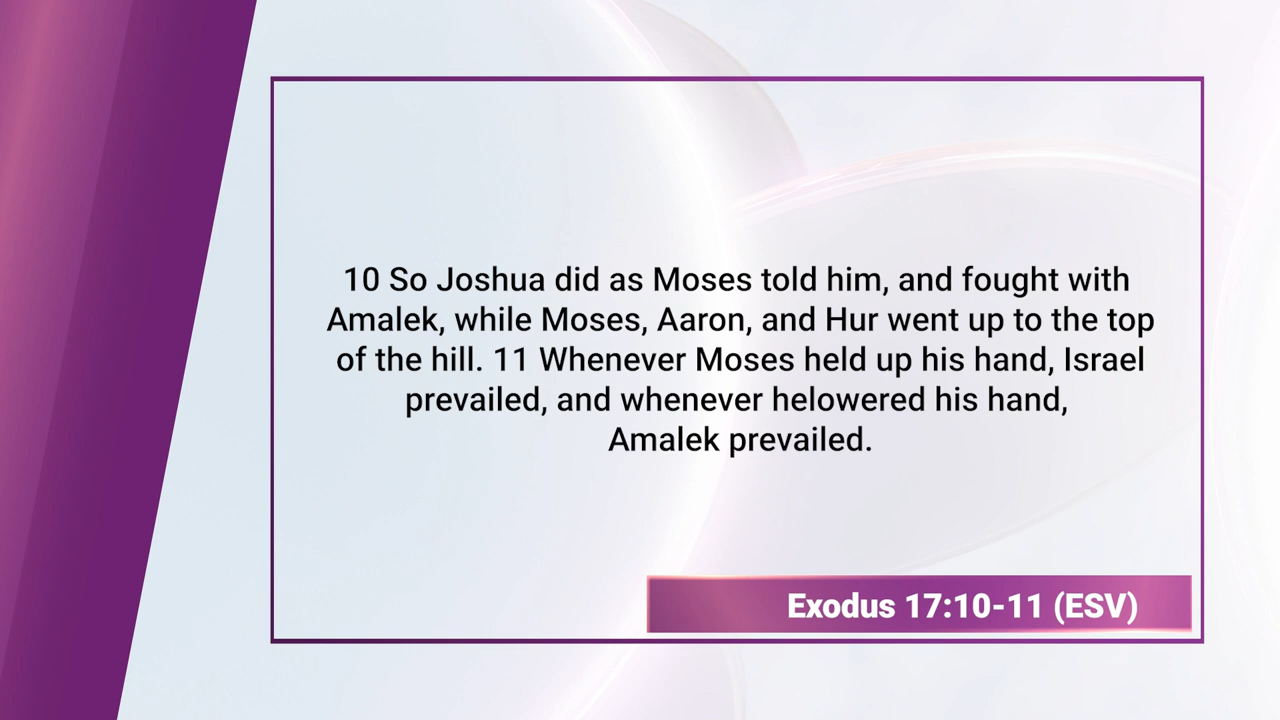 10 So Joshua did as Moses told him, and fought with
Amalek, while Moses, Aaron, and Hur went up to the top
of the hill. 11 Whenever Moses held up his hand, Israel
prevailed, and whenever helowered his hand,
Amalek prevailed.
Exodus 17:10-11 (ESV)